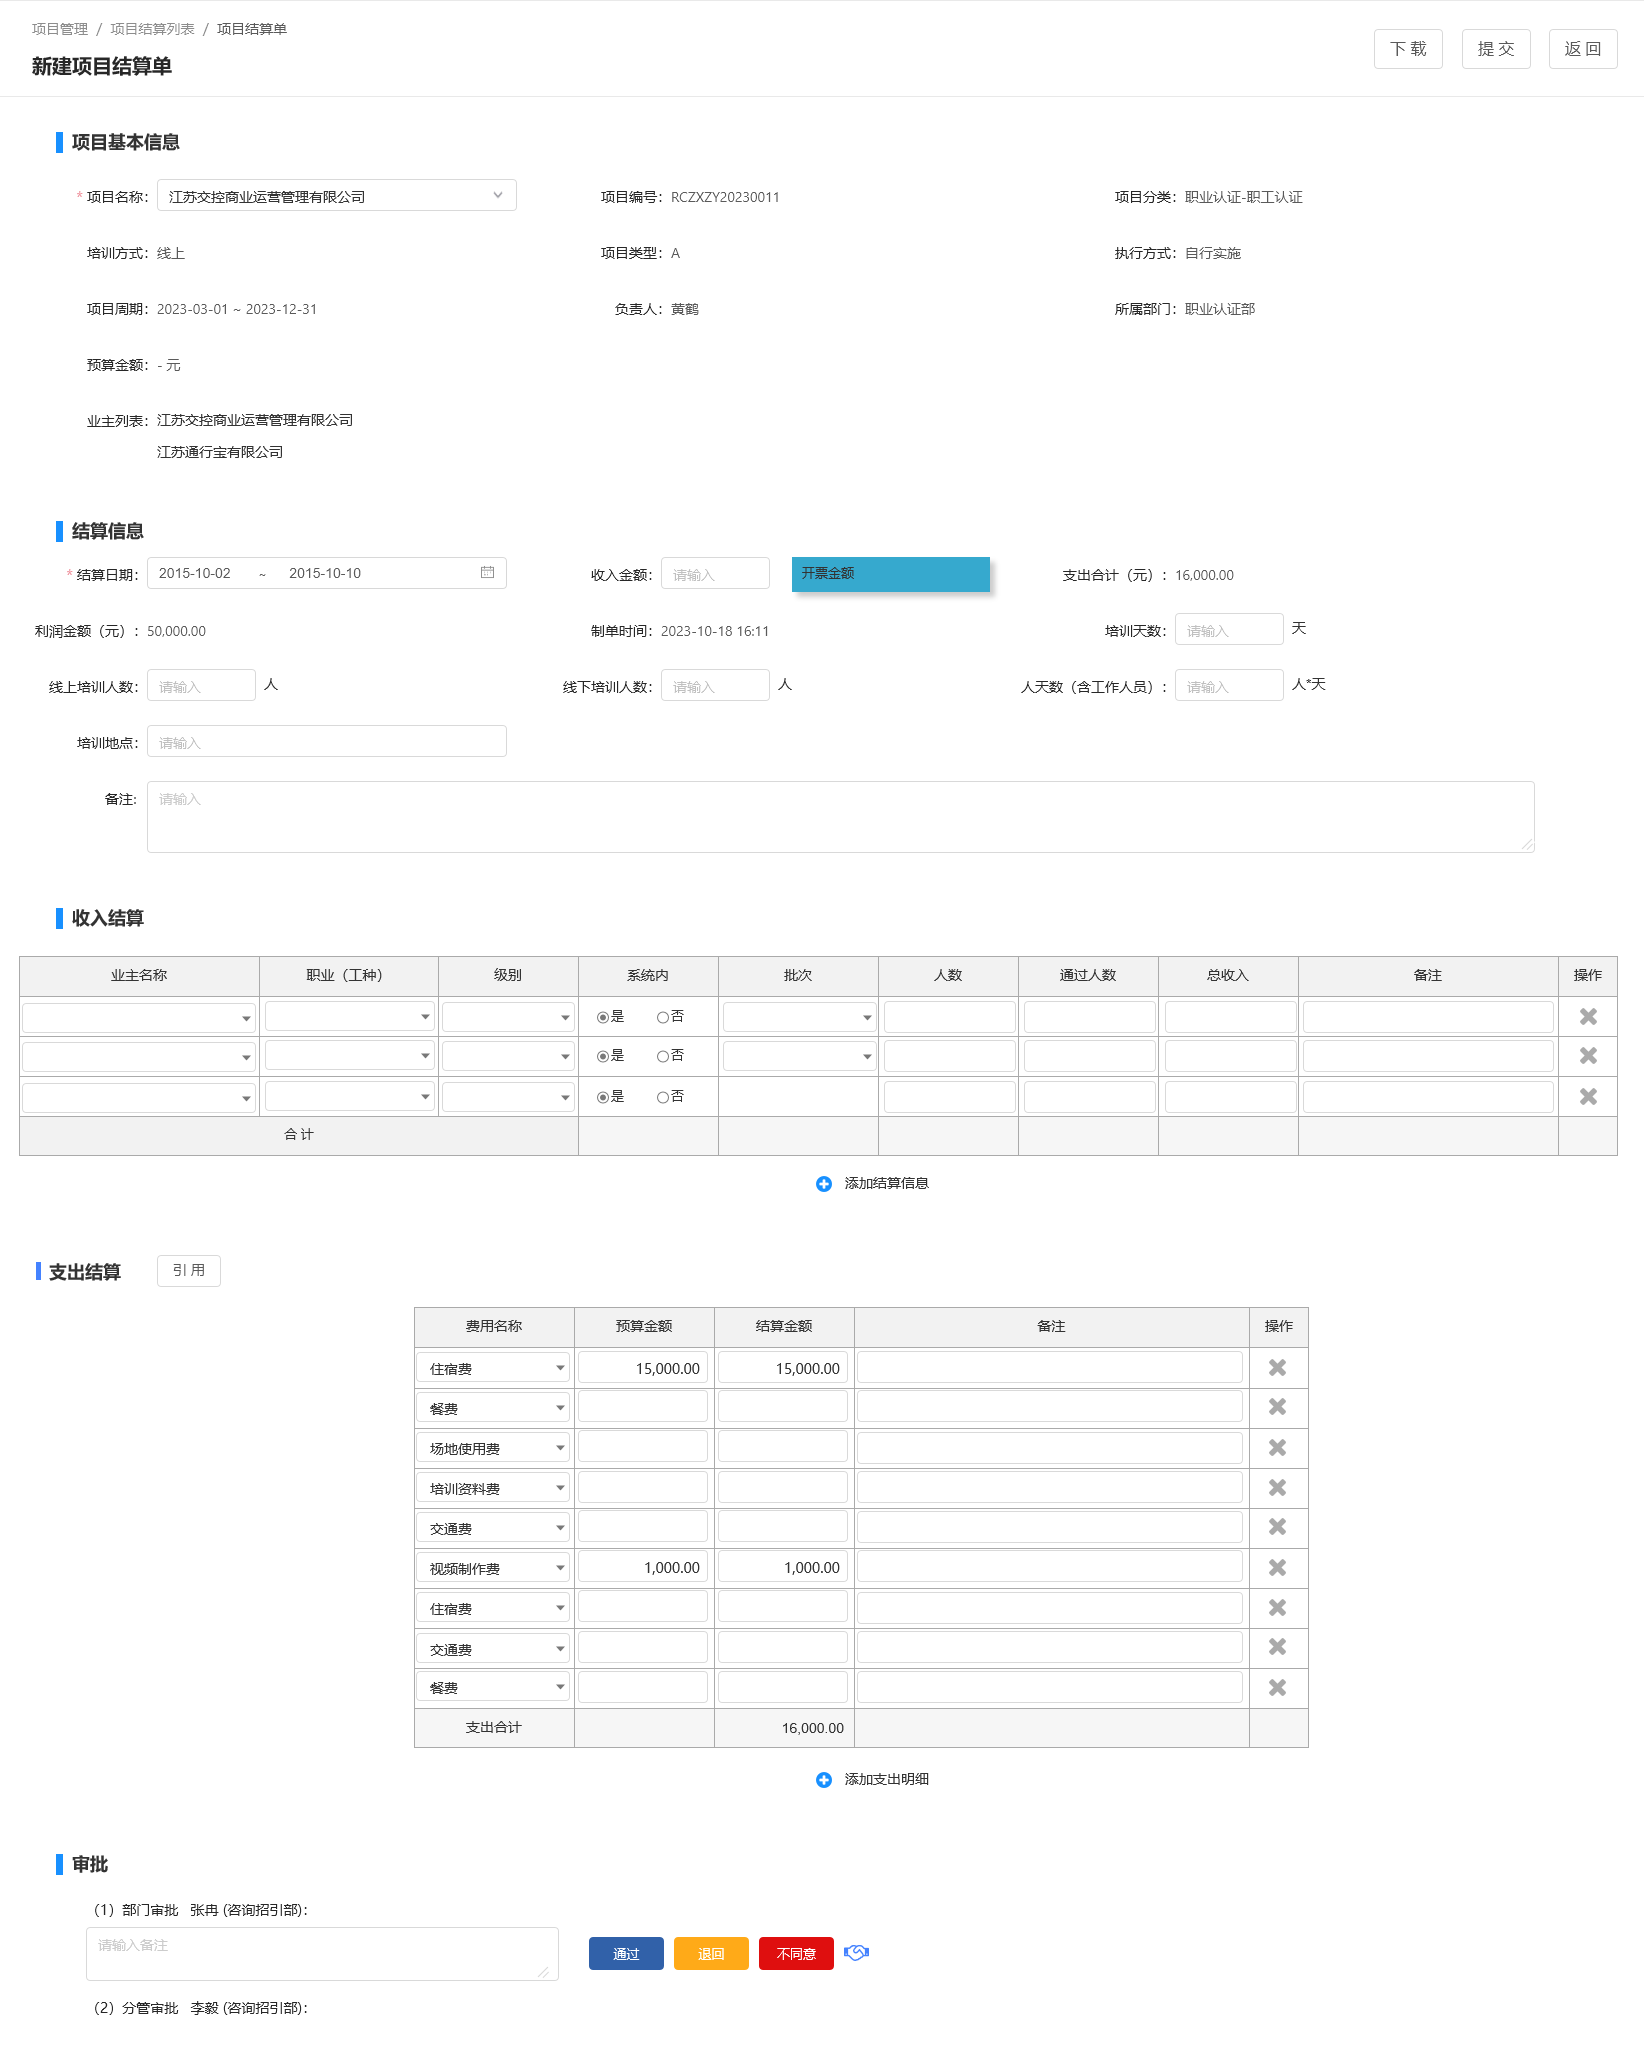 项目管理 / 项目结算列表 / 项目结算单
新建项目结算单
下 载 提 交 返 回
项目基本信息
* 项目名称： 江苏交控商业运营管理有限公司 项目编号： RCZXZY20230011 项目分类： 职业认证-职工认证
培训方式： 线上 项目类型： A 执行方式： 自行实施
项目周期： 2023-03-01 ~ 2023-12-31 负责人： 黄鹤 所属部门： 职业认证部
预算金额： - 元
业主列表： 江苏交控商业运营管理有限公司
江苏通行宝有限公司
结算信息
* 结算日期： 2015-10-02 ~ 2015-10-10 收入金额： 请输入 开票金额 支出合计（元）： 16,000.00
利润金额（元）： 50,000.00 制单时间： 2023-10-18 16:11 培训天数： 请输入 天
线上培训人数： 请输入 人 线下培训人数： 请输入 人 人天数（含工作人员）： 请输入 人*天
培训地点： 请输入
备注： 请输入
收入结算
业主名称 职业（工种） 级别 系统内 批次 人数 通过人数 总收入 备注 操作
是 否
是 否
是 否
合 计
添加结算信息
支出结算 引 用
费用名称 预算金额 结算金额 备注 操作
住宿费 15,000.00 15,000.00
餐费
场地使用费
培训资料费
交通费
视频制作费 1,000.00 1,000.00
住宿费
交通费
餐费
支出合计 16,000.00
添加支出明细
审批
（1）部门审批 张冉 (咨询招引部)：
请输入备注 通过 退回 不同意
（2）分管审批 李毅 (咨询招引部)：